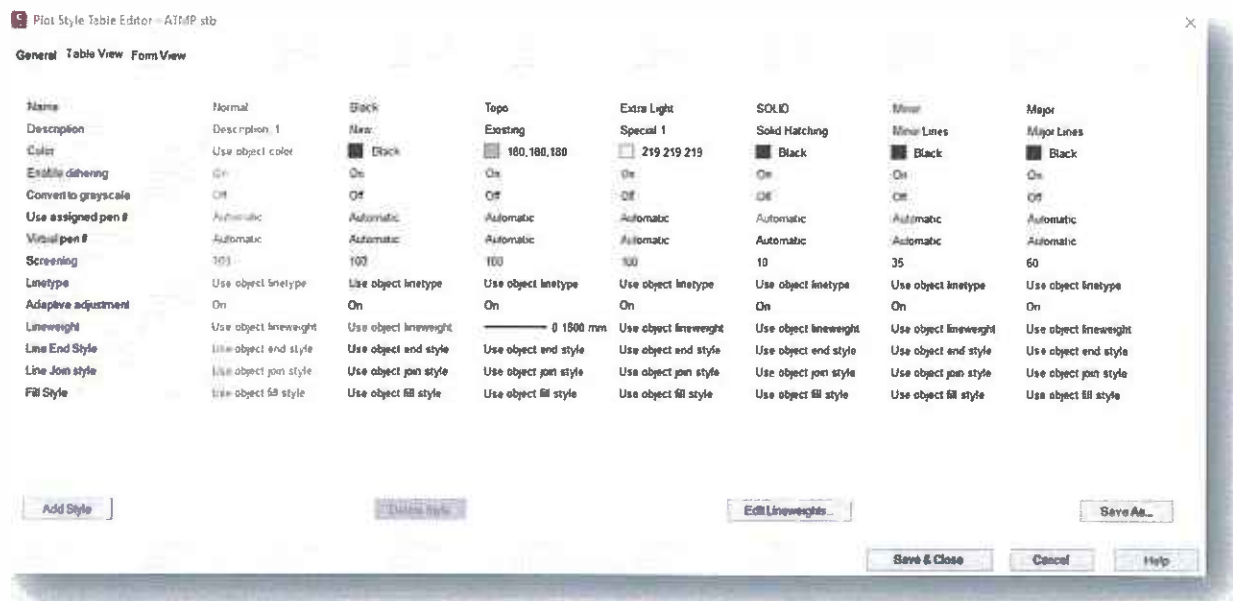 Plot Style Table Editor - ATMP stb
General Table View Form View
Name Normal Black Topo Extra Light SOLID Minor Major
Description Description 1 New Existing Special 1 Solid Hatching Minor Lines Major Lines
Color Use object color Black 180,180,180 219 219 219 Black Black Black
Enable dithering On On On On On On On
Convert to grayscale Off Off Off Off Off Off Off
Use assigned pen # Automatic Automatic Automatic Automatic Automatic Automatic Automatic
Virtual pen # Automatic Automatic Automatic Automatic Automatic Automatic Automatic
Screening 100 100 100 100 10 35 60
Linetype Use object linetype Use object linetype Use object linetype Use object linetype Use object linetype Use object linetype Use object linetype
Adaptive adjustment On On On On On On On
Lineweight Use object lineweight Use object lineweight 0 1800 mm Use object lineweight Use object lineweight Use object lineweight Use object lineweight
Line End Style Use object end style Use object end style Use object end style Use object end style Use object end style Use object end style Use object end style
Line Join style Use object join style Use object join style Use object join style Use object join style Use object join style Use object join style Use object join style
Fill Style Use object fill style Use object fill style Use object fill style Use object fill style Use object fill style Use object fill style Use object fill style
Add Style Delete Style Edit Lineweights... Save As...
Save & Close Cancel Help